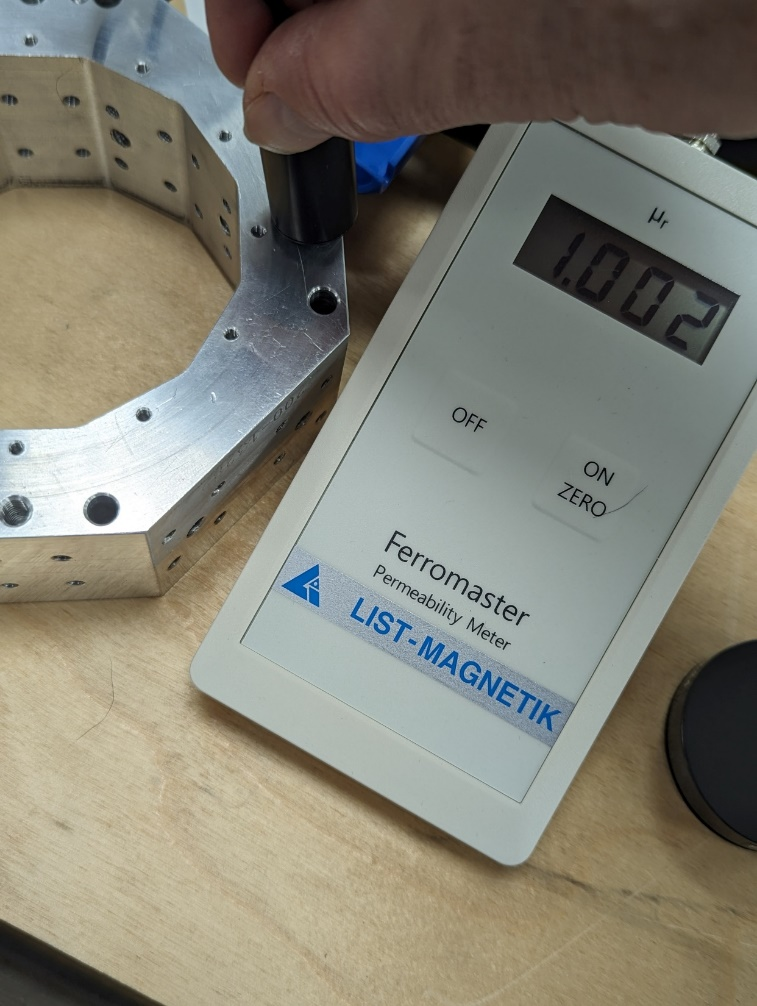 μr
1.002
OFF
ON
ZERO
Ferromaster
Permeability Meter
LIST-MAGNETIK